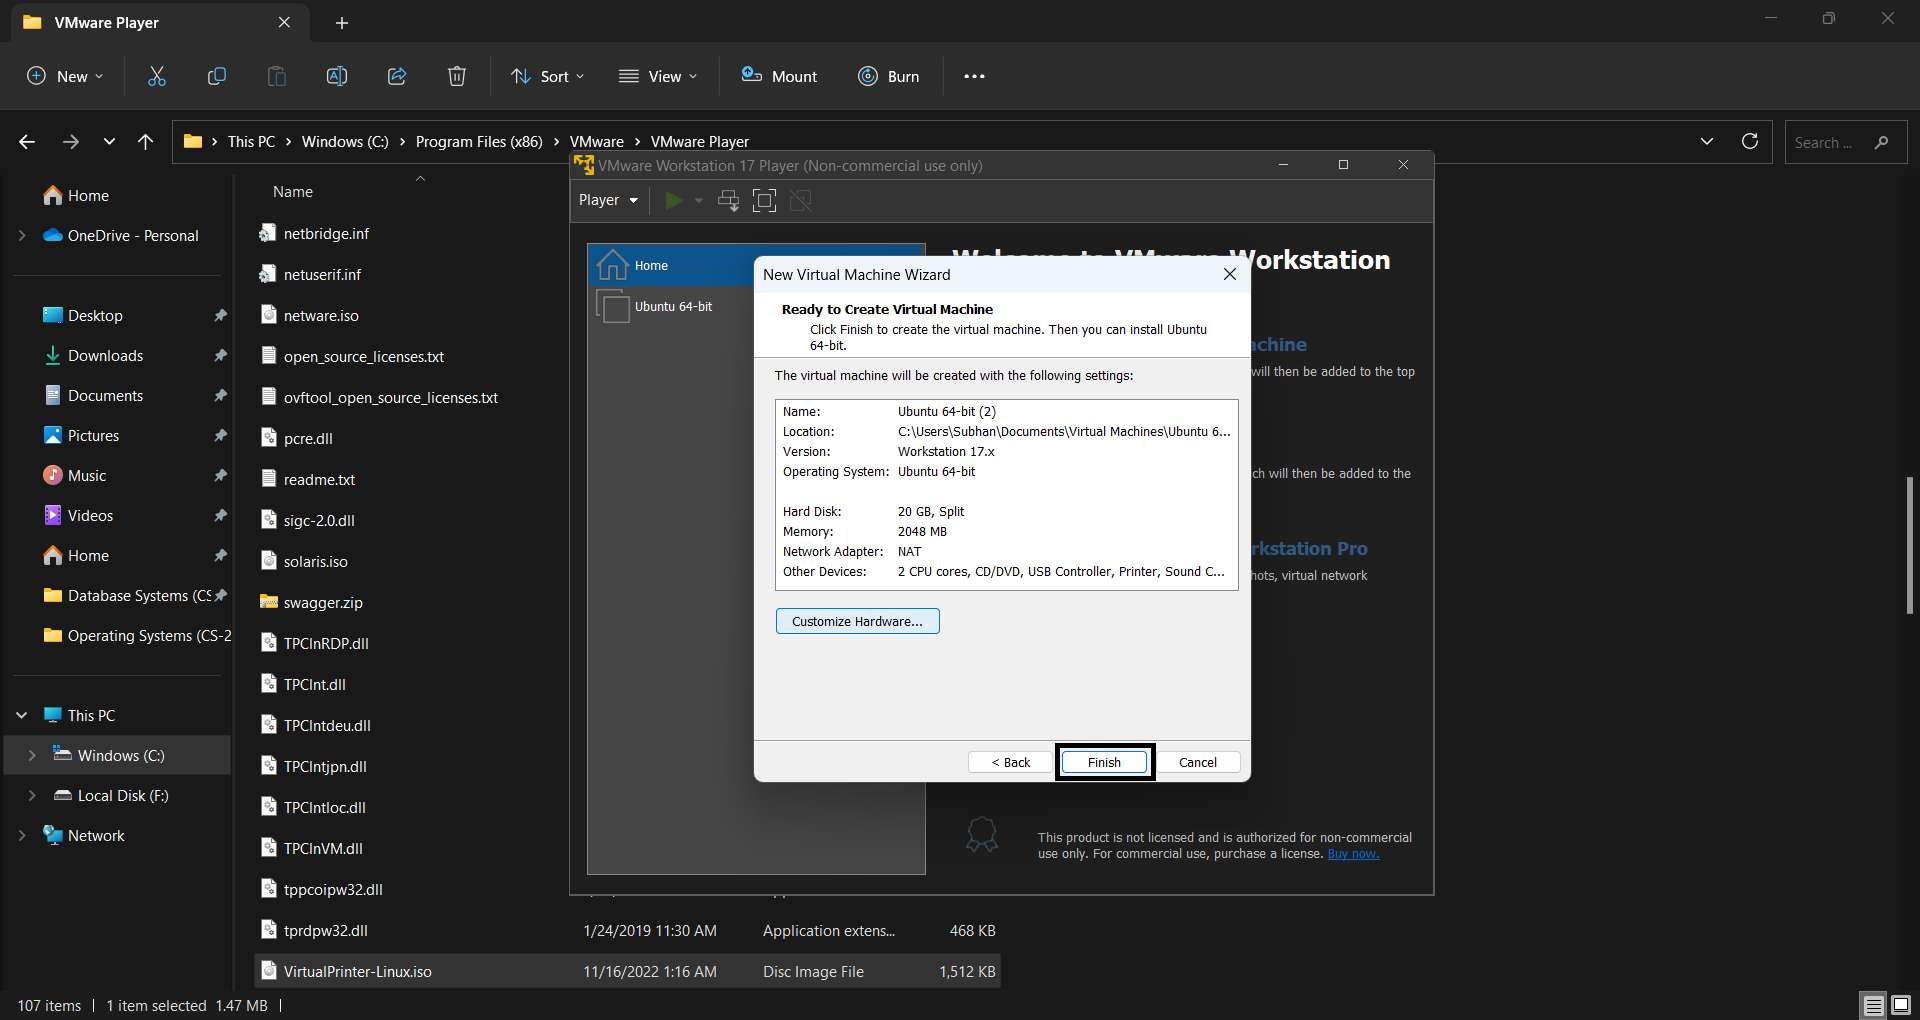 VMware Player
New
Sort
View
Mount
Burn
This PC
Windows (C:)
Program Files (x86)
VMware
VMware Player
Search ...
Home
OneDrive - Personal
Desktop
Downloads
Documents
Pictures
Music
Videos
Home
Database Systems (CS
Operating Systems (CS-2
This PC
Windows (C:)
Local Disk (F:)
Network
Name
netbridge.inf
netuserif.inf
netware.iso
open_source_licenses.txt
ovftool_open_source_licenses.txt
pcre.dll
readme.txt
sigc-2.0.dll
solaris.iso
swagger.zip
TPCInRDP.dll
TPCInt.dll
TPCIntdeu.dll
TPCIntjpn.dll
TPCIntloc.dll
TPCInVM.dll
tppcoipw32.dll
tprdpw32.dll 1/24/2019 11:30 AM Application extens... 468 KB
VirtualPrinter-Linux.iso 11/16/2022 1:16 AM Disc Image File 1,512 KB
VMware Workstation 17 Player (Non-commercial use only)
Player
Home
Ubuntu 64-bit
Welcome to VMware Workstation
achine
will then be added to the top
ch will then be added to the
rkstation Pro
hots, virtual network
New Virtual Machine Wizard
Ready to Create Virtual Machine
Click Finish to create the virtual machine. Then you can install Ubuntu
64-bit.
The virtual machine will be created with the following settings:
Name: Ubuntu 64-bit (2)
Location: C:\Users\Subhan\Documents\Virtual Machines\Ubuntu 6...
Version: Workstation 17.x
Operating System: Ubuntu 64-bit
Hard Disk: 20 GB, Split
Memory: 2048 MB
Network Adapter: NAT
Other Devices: 2 CPU cores, CD/DVD, USB Controller, Printer, Sound C...
Customize Hardware...
< Back
Finish
Cancel
This product is not licensed and is authorized for non-commercial
use only. For commercial use, purchase a license. Buy now.
107 items
1 item selected 1.47 MB